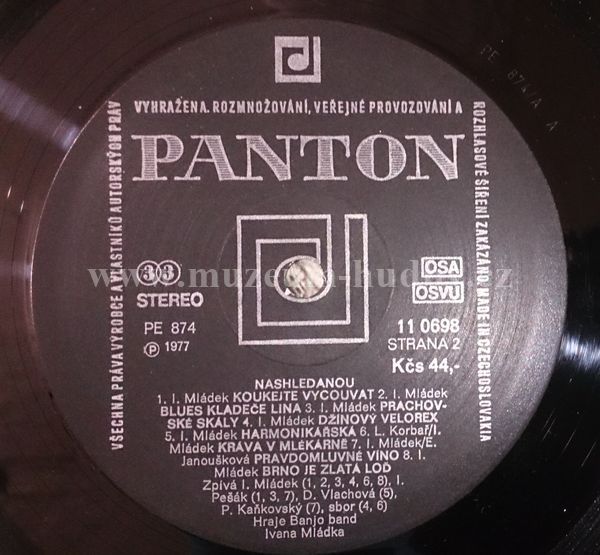 VŠECHNA PRÁVA VÝROBCE A VLASTNÍKŮ AUTORSKÝCH PRÁV
VYHRAŽENA. ROZMNOŽOVÁNÍ, VEŘEJNÉ PROVOZOVÁNÍ A
ROZHLASOVÉ ŠÍŘENÍ ZAKÁZÁNO MADE IN CZECHOSLOVAKIA
PE 874/A A
PANTON
www.muzeum-hudby.cz
33
STEREO
OSA
OSVU
PE 874
Ⓟ 1977
11 0698
STRANA 2
Kčs 44,-
NASHLEDANOU
1. I. Mládek KOUKEJTE VYCOUVAT 2. I. Mládek
BLUES KLADEČE LINA 3. I. Mládek PRACHOV-
SKÉ SKÁLY 4. I. Mládek DŽÍNOVÝ VELOREX
5. I. Mládek HARMONIKÁŘSKÁ 6. L. Korbař/I.
Mládek KRÁVA V MLÉKÁRNĚ 7. I. Mládek/E.
Janoušková PRAVDOMLUVNÉ VÍNO 8. I.
Mládek BRNO JE ZLATÁ LOĎ
Zpívá I. Mládek (1, 2, 3, 4, 6, 8), I.
Pešák (1, 3, 7), D. Vlachová (5),
P. Kaňkovský (7), sbor (4, 6)
Hraje Banjo band
Ivana Mládka